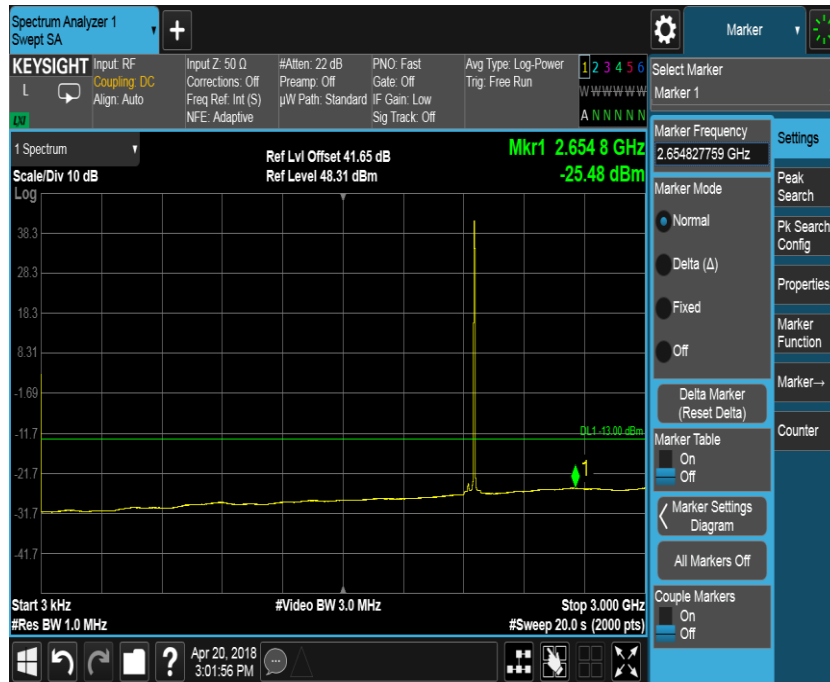 Spectrum Analyzer 1
Swept SA
+
Marker
KEYSIGHT
L
LXI
Input: RF
Coupling: DC
Align: Auto
Input Z: 50 Ω
Corrections: Off
Freq Ref: Int (S)
NFE: Adaptive
#Atten: 22 dB
Preamp: Off
µW Path: Standard
PNO: Fast
Gate: Off
IF Gain: Low
Sig Track: Off
Avg Type: Log-Power
Trig: Free Run
1 2 3 4 5 6
W W W W W W
A N N N N N
Select Marker
Marker 1
1 Spectrum
Scale/Div 10 dB
Log
Ref Lvl Offset 41.65 dB
Ref Level 48.31 dBm
Mkr1 2.654 8 GHz
-25.48 dBm
38.3
28.3
18.3
8.31
-1.69
-11.7
-21.7
-31.7
-41.7
DL1 -13.00 dBm
1
Start 3 kHz
#Res BW 1.0 MHz
#Video BW 3.0 MHz
Stop 3.000 GHz
#Sweep 20.0 s (2000 pts)
Marker Frequency
2.654827759 GHz
Marker Mode
Normal
Delta (Δ)
Fixed
Off
Delta Marker
(Reset Delta)
Marker Table
On
Off
Marker Settings
Diagram
All Markers Off
Couple Markers
On
Off
Settings
Peak
Search
Pk Search
Config
Properties
Marker
Function
Marker→
Counter
?
Apr 20, 2018
3:01:56 PM